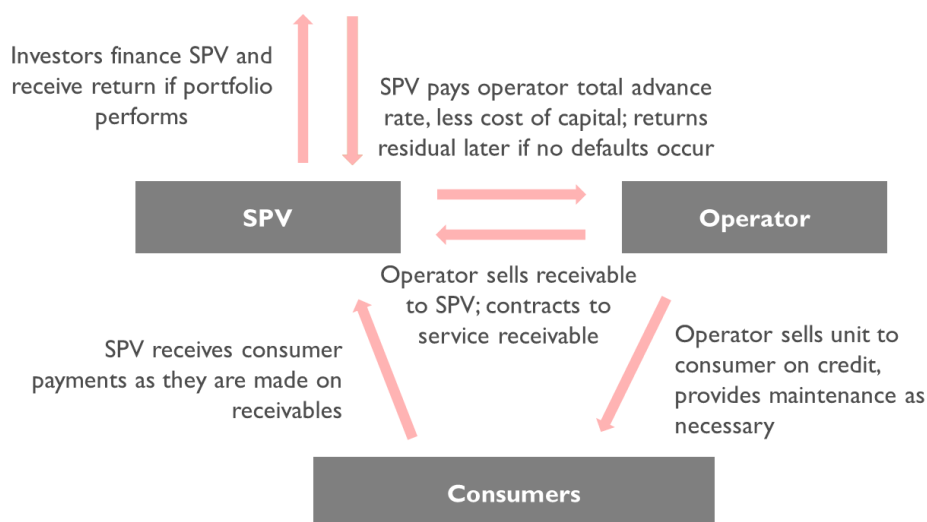 Investors finance SPV and
receive return if portfolio
performs
SPV pays operator total advance
rate, less cost of capital; returns
residual later if no defaults occur
SPV
Operator
Operator sells receivable
to SPV; contracts to
service receivable
SPV receives consumer
payments as they are made on
receivables
Operator sells unit to
consumer on credit,
provides maintenance as
necessary
Consumers